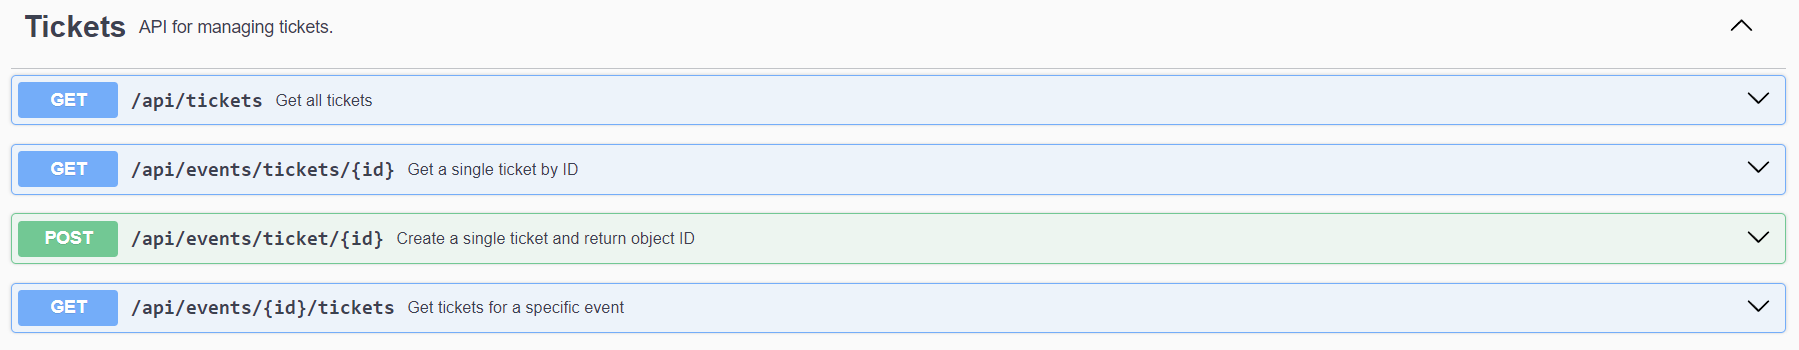 Tickets API for managing tickets.
GET /api/tickets Get all tickets
GET /api/events/tickets/{id} Get a single ticket by ID
POST /api/events/ticket/{id} Create a single ticket and return object ID
GET /api/events/{id}/tickets Get tickets for a specific event